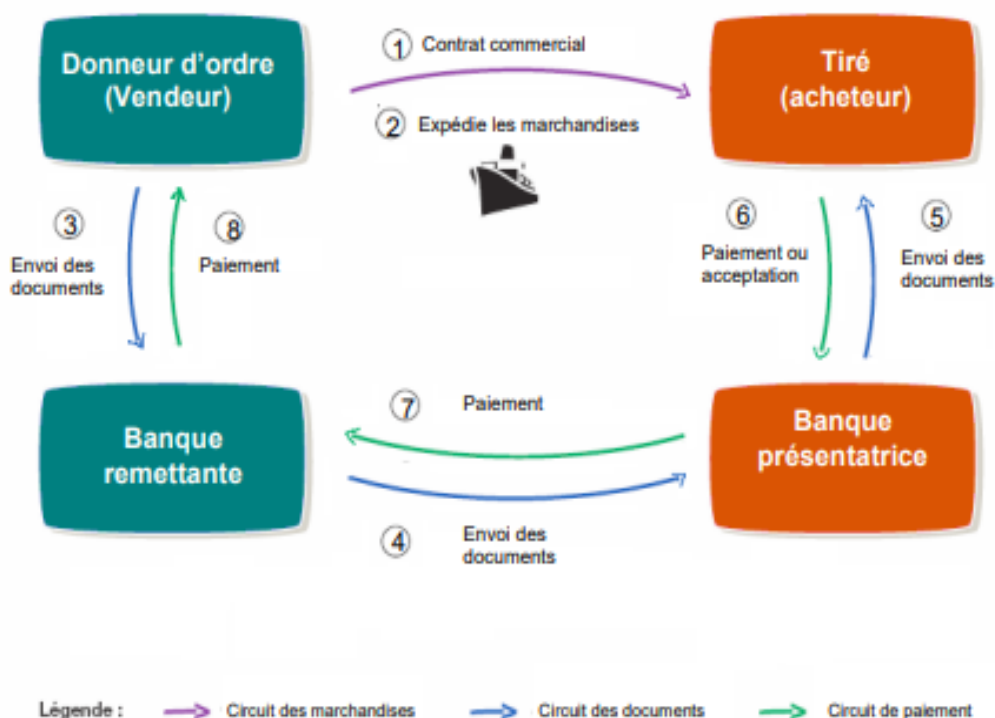 Donneur d'ordre
(Vendeur)
① Contrat commercial
② Expédie les marchandises
Tiré
(acheteur)
③
Envoi des
documents
⑧
Paiement
⑥
Paiement ou
acceptation
⑤
Envoi des
documents
Banque
remettante
⑦ Paiement
④ Envoi des
documents
Banque
présentatrice
Légende : Circuit des marchandises Circuit des documents Circuit de paiement